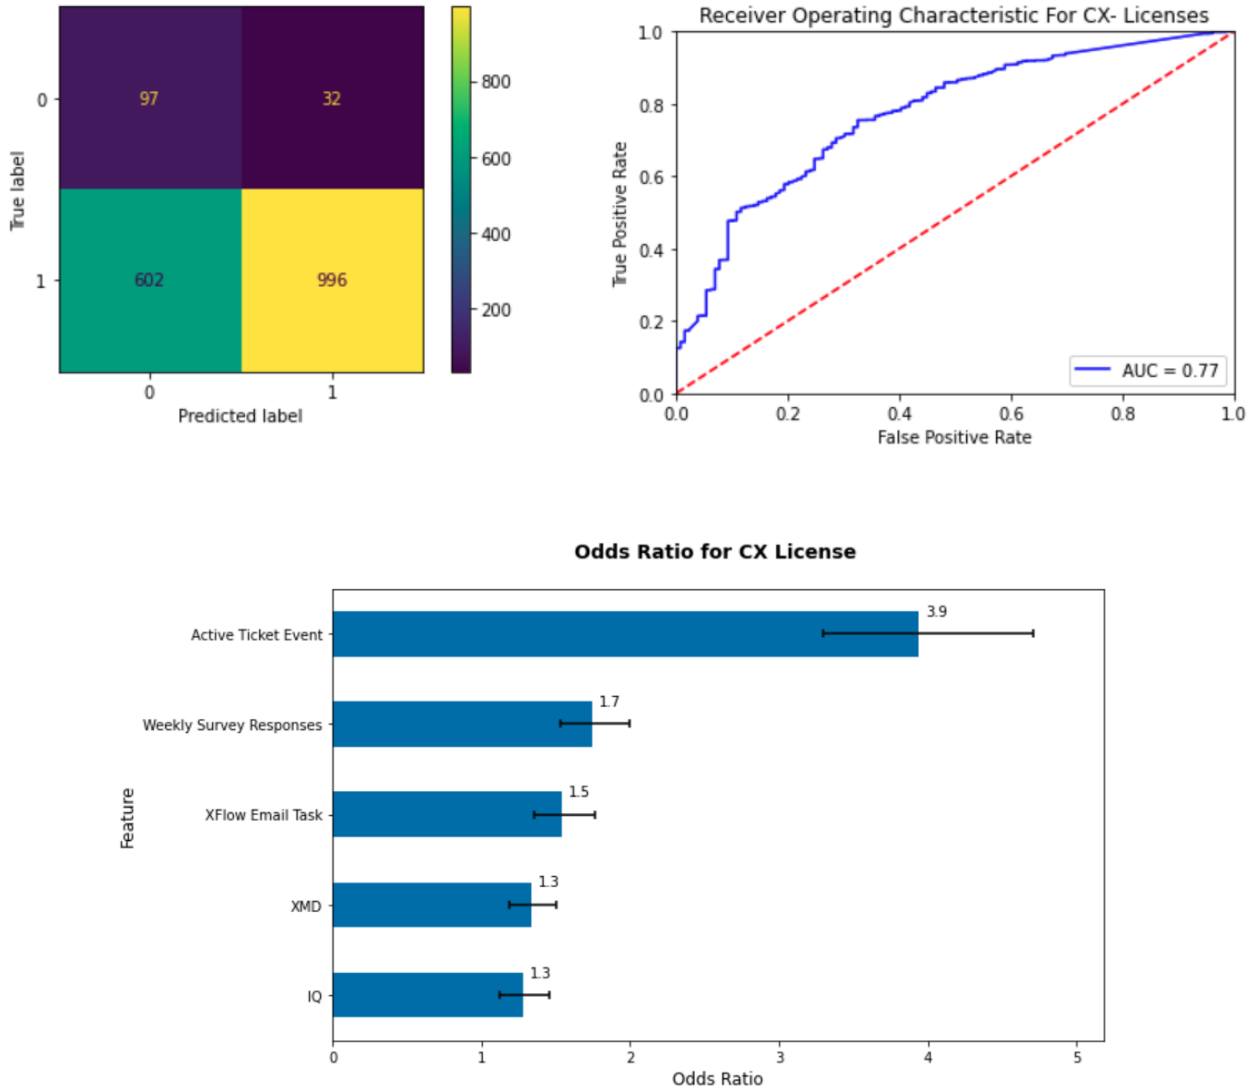 0
97
32
1
602
996
0
1
True label
Predicted label
800
600
400
200
Receiver Operating Characteristic For CX- Licenses
1.0
0.8
0.6
0.4
0.2
0.0
True Positive Rate
0.0
0.2
0.4
0.6
0.8
1.0
False Positive Rate
AUC = 0.77
Odds Ratio for CX License
Feature
Active Ticket Event
3.9
Weekly Survey Responses
1.7
XFlow Email Task
1.5
XMD
1.3
IQ
1.3
0
1
2
3
4
5
Odds Ratio